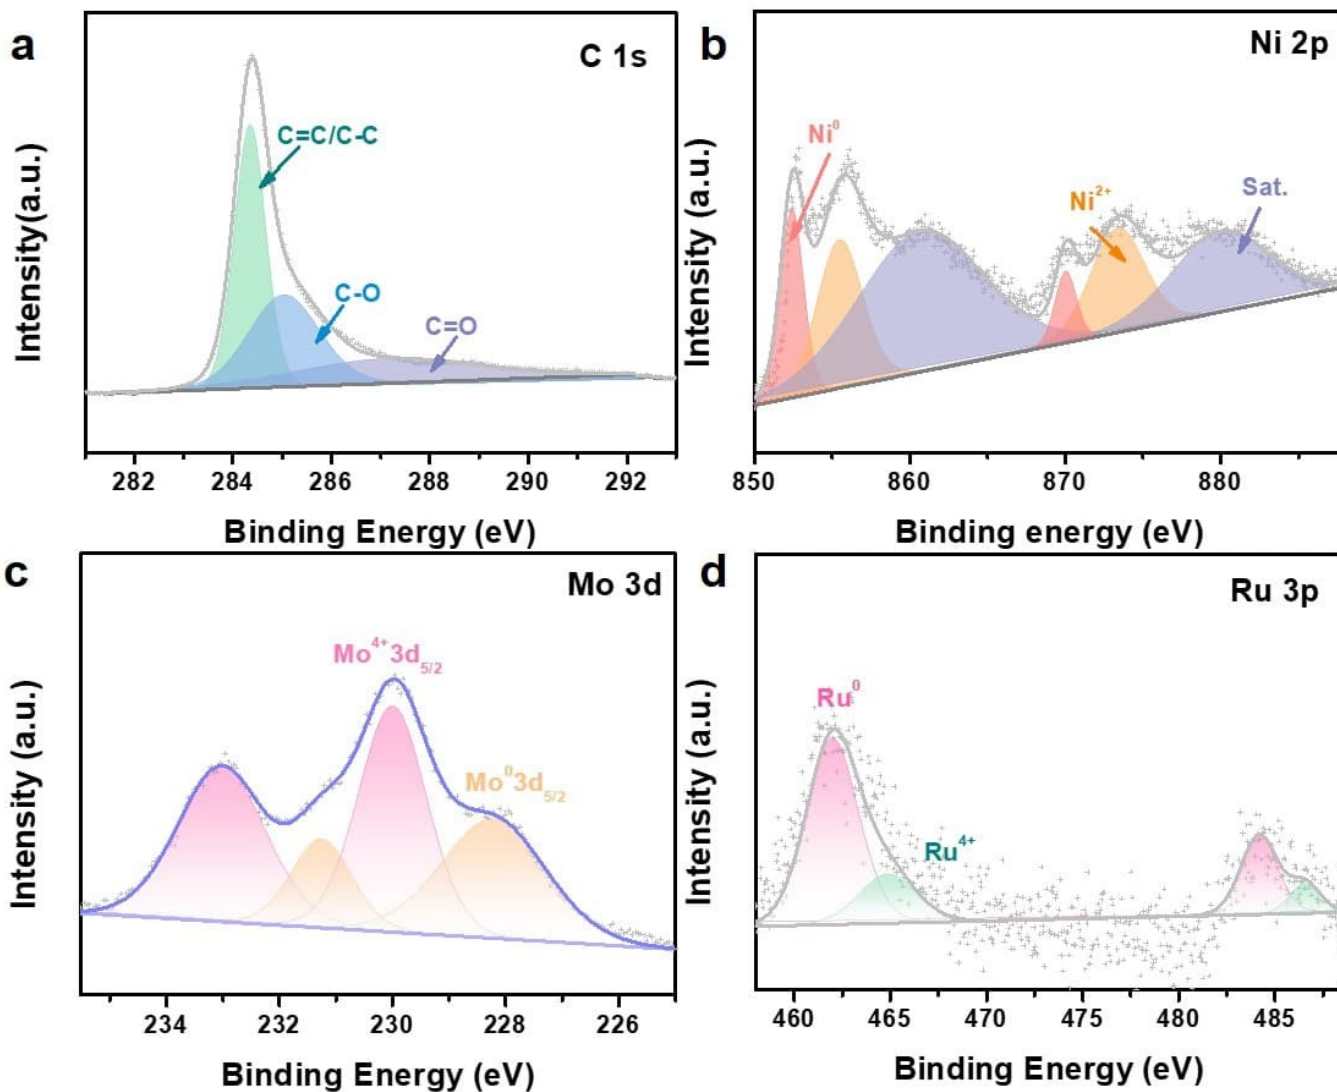 a
C 1s
C=C/C-C
C-O
C=O
Intensity(a.u.)
282 284 286 288 290 292
Binding Energy (eV)
b
Ni 2p
Ni⁰
Ni²⁺
Sat.
Intensity (a.u.)
850 860 870 880
Binding energy (eV)
c
Mo 3d
Mo⁴⁺3d₅/₂
Mo⁰3d₅/₂
Intensity (a.u.)
234 232 230 228 226
Binding Energy (eV)
d
Ru 3p
Ru⁰
Ru⁴⁺
Intensity (a.u.)
460 465 470 475 480 485
Binding Energy (eV)